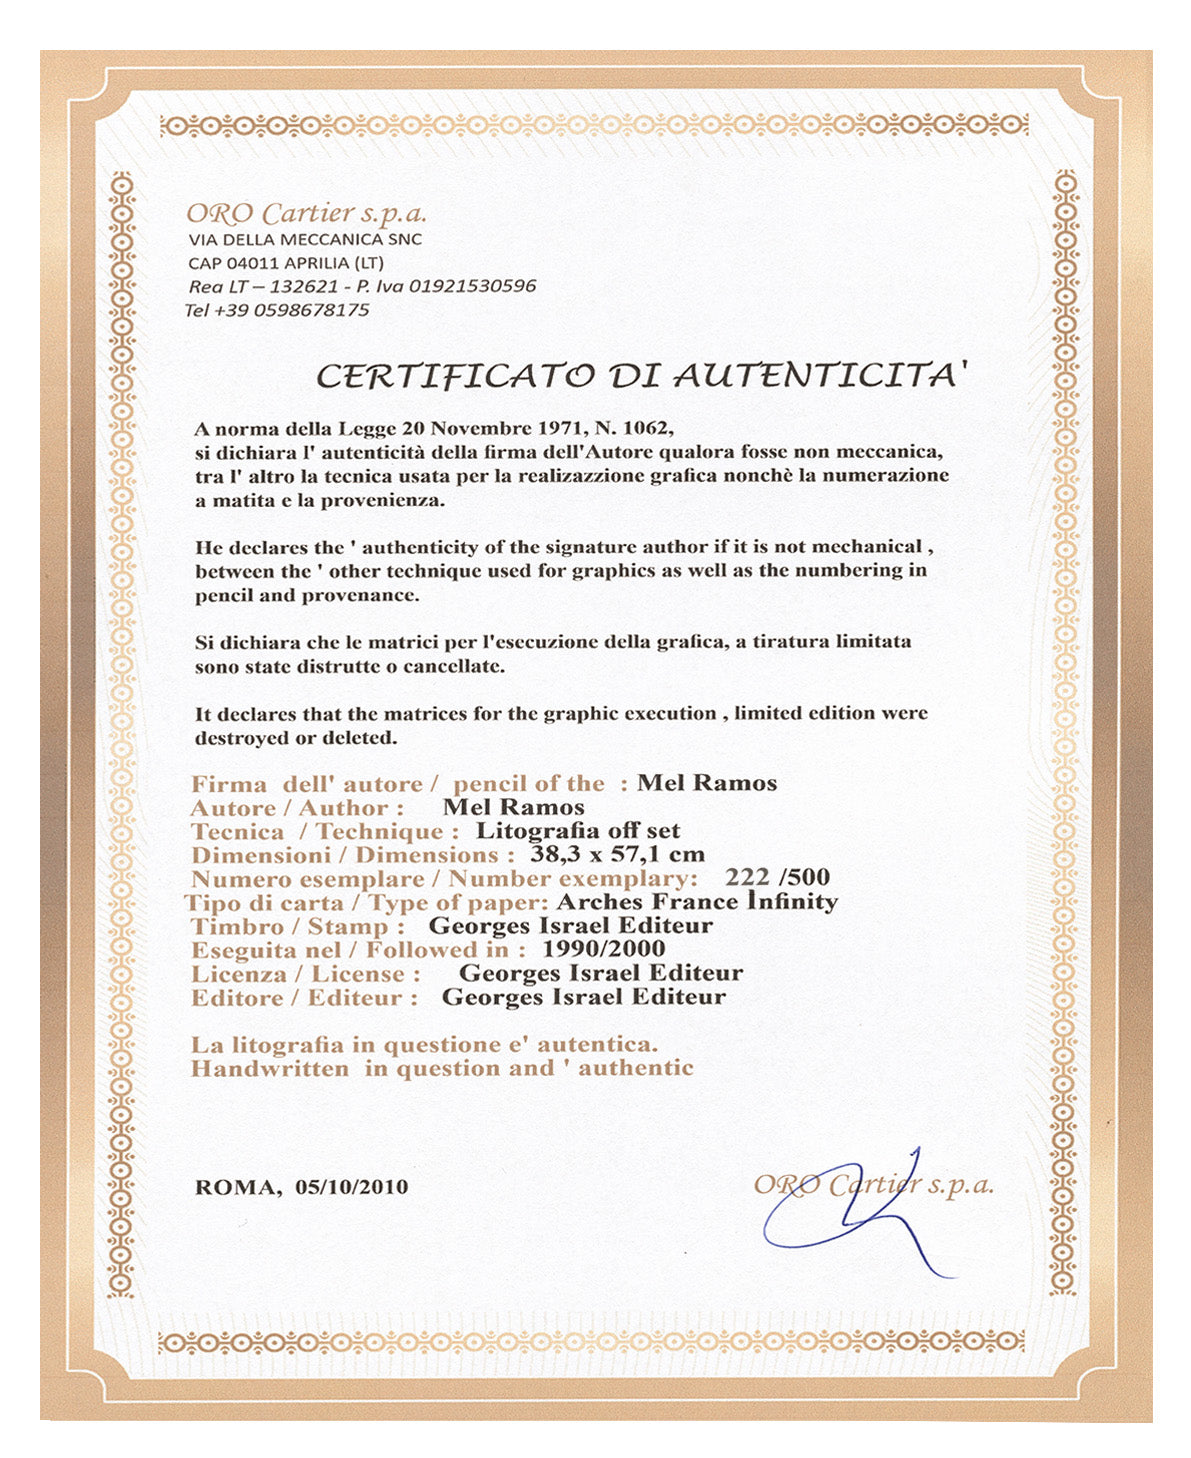 ORO Cartier s.p.a.
VIA DELLA MECCANICA SNC
CAP 04011 APRILIA (LT)
Rea LT – 132621 - P. Iva 01921530596
Tel +39 0598678175
CERTIFICATO DI AUTENTICITA'
A norma della Legge 20 Novembre 1971, N. 1062,
si dichiara l' autenticità della firma dell'Autore qualora fosse non meccanica,
tra l' altro la tecnica usata per la realizazzione grafica nonchè la numerazione
a matita e la provenienza.
He declares the ' authenticity of the signature author if it is not mechanical ,
between the ' other technique used for graphics as well as the numbering in
pencil and provenance.
Si dichiara che le matrici per l'esecuzione della grafica, a tiratura limitata
sono state distrutte o cancellate.
It declares that the matrices for the graphic execution , limited edition were
destroyed or deleted.
Firma dell' autore / pencil of the : Mel Ramos
Autore / Author : Mel Ramos
Tecnica / Technique : Litografia off set
Dimensioni / Dimensions : 38,3 x 57,1 cm
Numero esemplare / Number exemplary: 222 /500
Tipo di carta / Type of paper: Arches France İnfinity
Timbro / Stamp : Georges Israel Editeur
Eseguita nel / Followed in : 1990/2000
Licenza / License : Georges Israel Editeur
Editore / Editeur : Georges Israel Editeur
La litografia in questione e' autentica.
Handwritten in question and ' authentic
ROMA, 05/10/2010
ORO Cartier s.p.a.